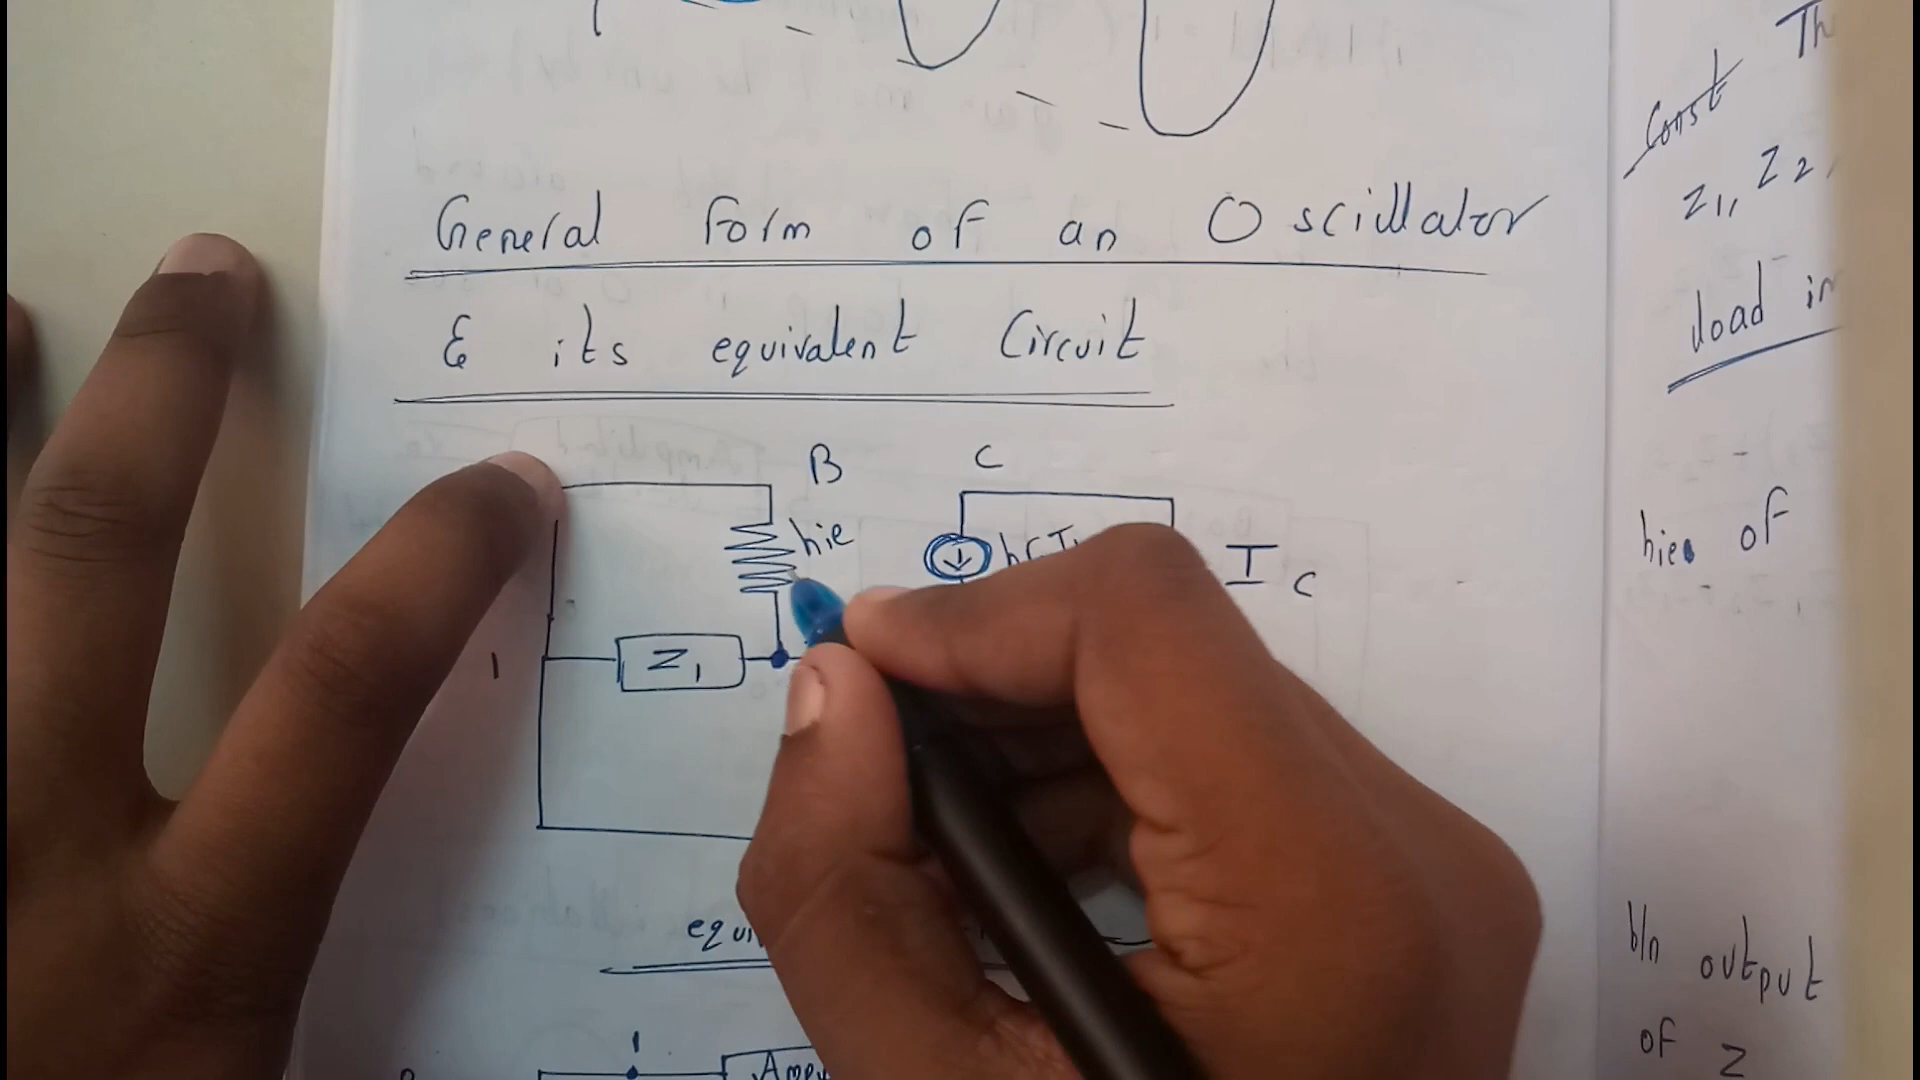 General Form of an Oscillator
& its equivalent Circuit
B C
hie
I c
1 Z1
1
Const
Z1, Z2,
load
hie of
b/n output
of Z